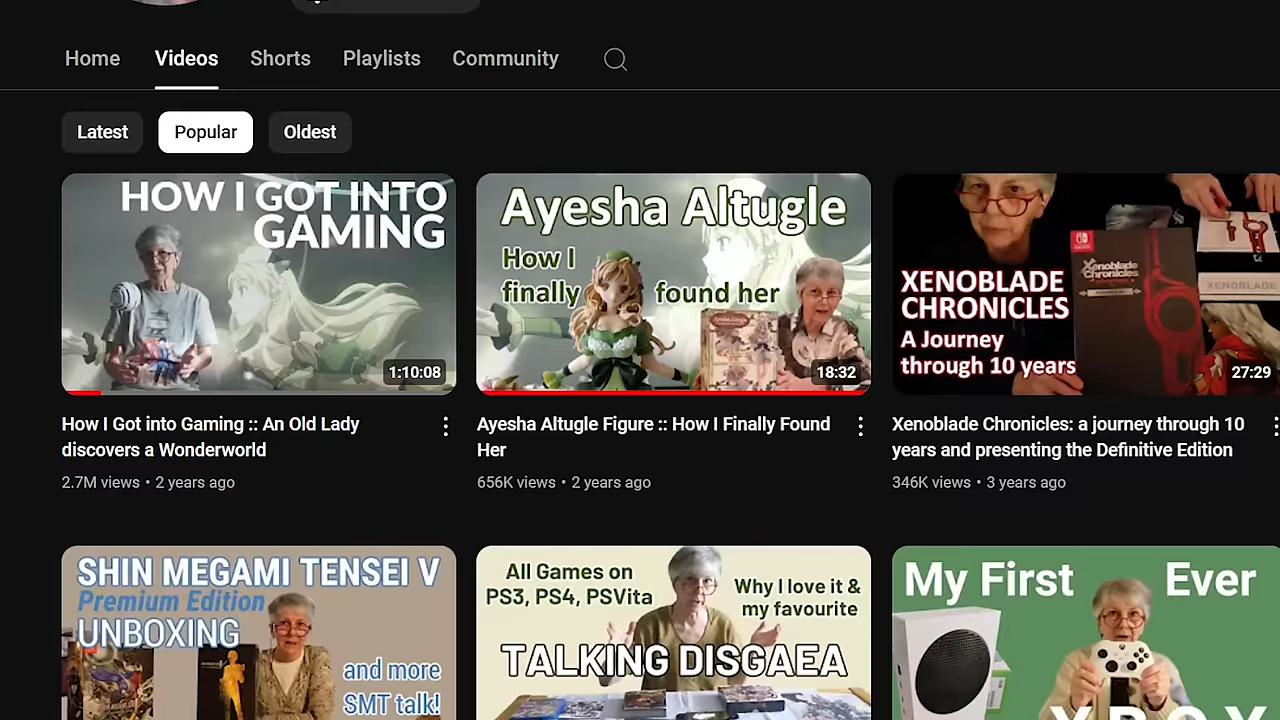 Home Videos Shorts Playlists Community
Latest Popular Oldest
HOW I GOT INTO
GAMING
1:10:08
Ayesha Altugle
How I
finally found her
18:32
Xenoblade
Chronicles
XENOBLADE
XENOBLADE
CHRONICLES
A Journey
through 10 years
27:29
How I Got into Gaming :: An Old Lady
discovers a Wonderworld
2.7M views • 2 years ago
Ayesha Altugle Figure :: How I Finally Found
Her
656K views • 2 years ago
Xenoblade Chronicles: a journey through 10
years and presenting the Definitive Edition
346K views • 3 years ago
SHIN MEGAMI TENSEI V
Premium Edition
UNBOXING
and more
SMT talk!
All Games on
PS3, PS4, PSVita
Why I love it &
my favourite
TALKING DISGAEA
My First Ever
XBOX